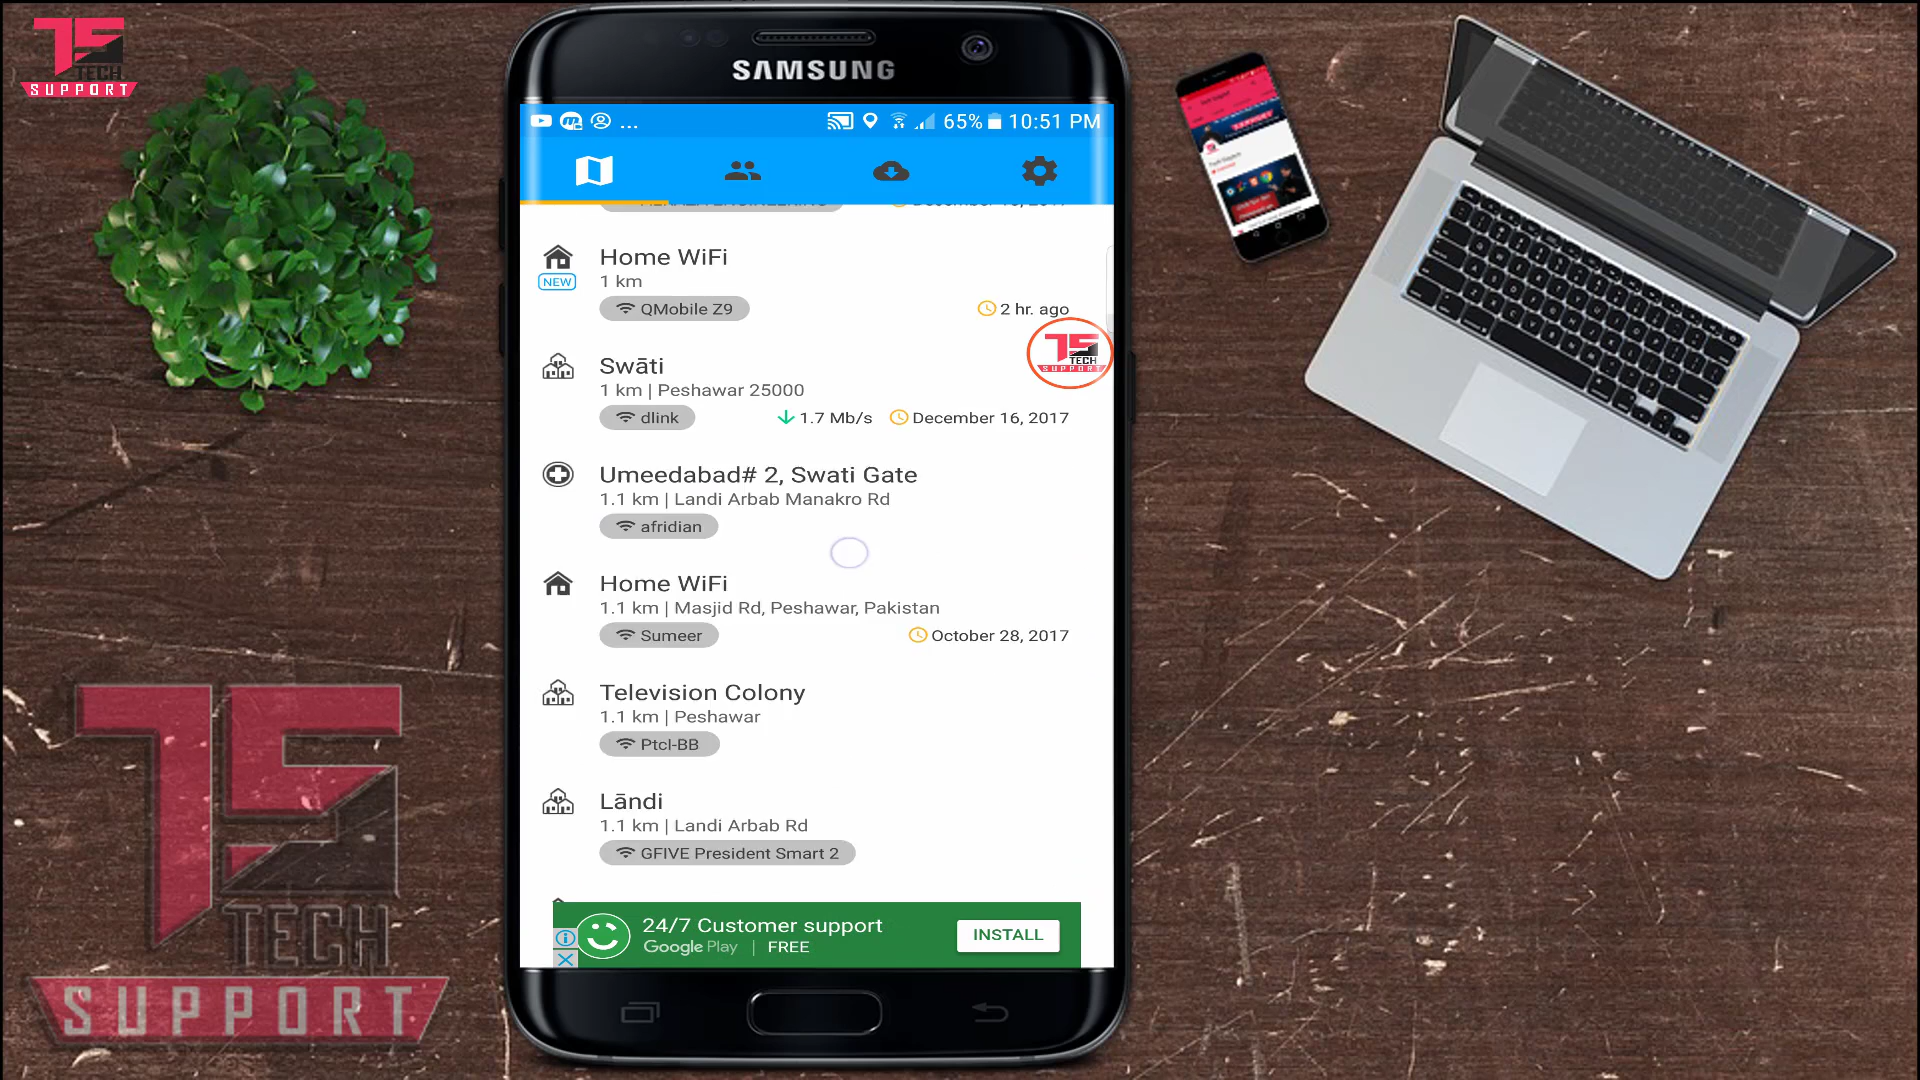 TECH
SUPPORT
SAMSUNG
... 65% 10:51 PM
Home WiFi
NEW
1 km
QMobile Z9
2 hr. ago
TECH
SUPPORT
Swāti
1 km | Peshawar 25000
dlink
1.7 Mb/s
December 16, 2017
Umeedabad# 2, Swati Gate
1.1 km | Landi Arbab Manakro Rd
afridian
Home WiFi
1.1 km | Masjid Rd, Peshawar, Pakistan
Sumeer
October 28, 2017
Television Colony
1.1 km | Peshawar
Ptcl-BB
Lāndi
1.1 km | Landi Arbab Rd
GFIVE President Smart 2
24/7 Customer support
Google Play | FREE
INSTALL
TECH
SUPPORT